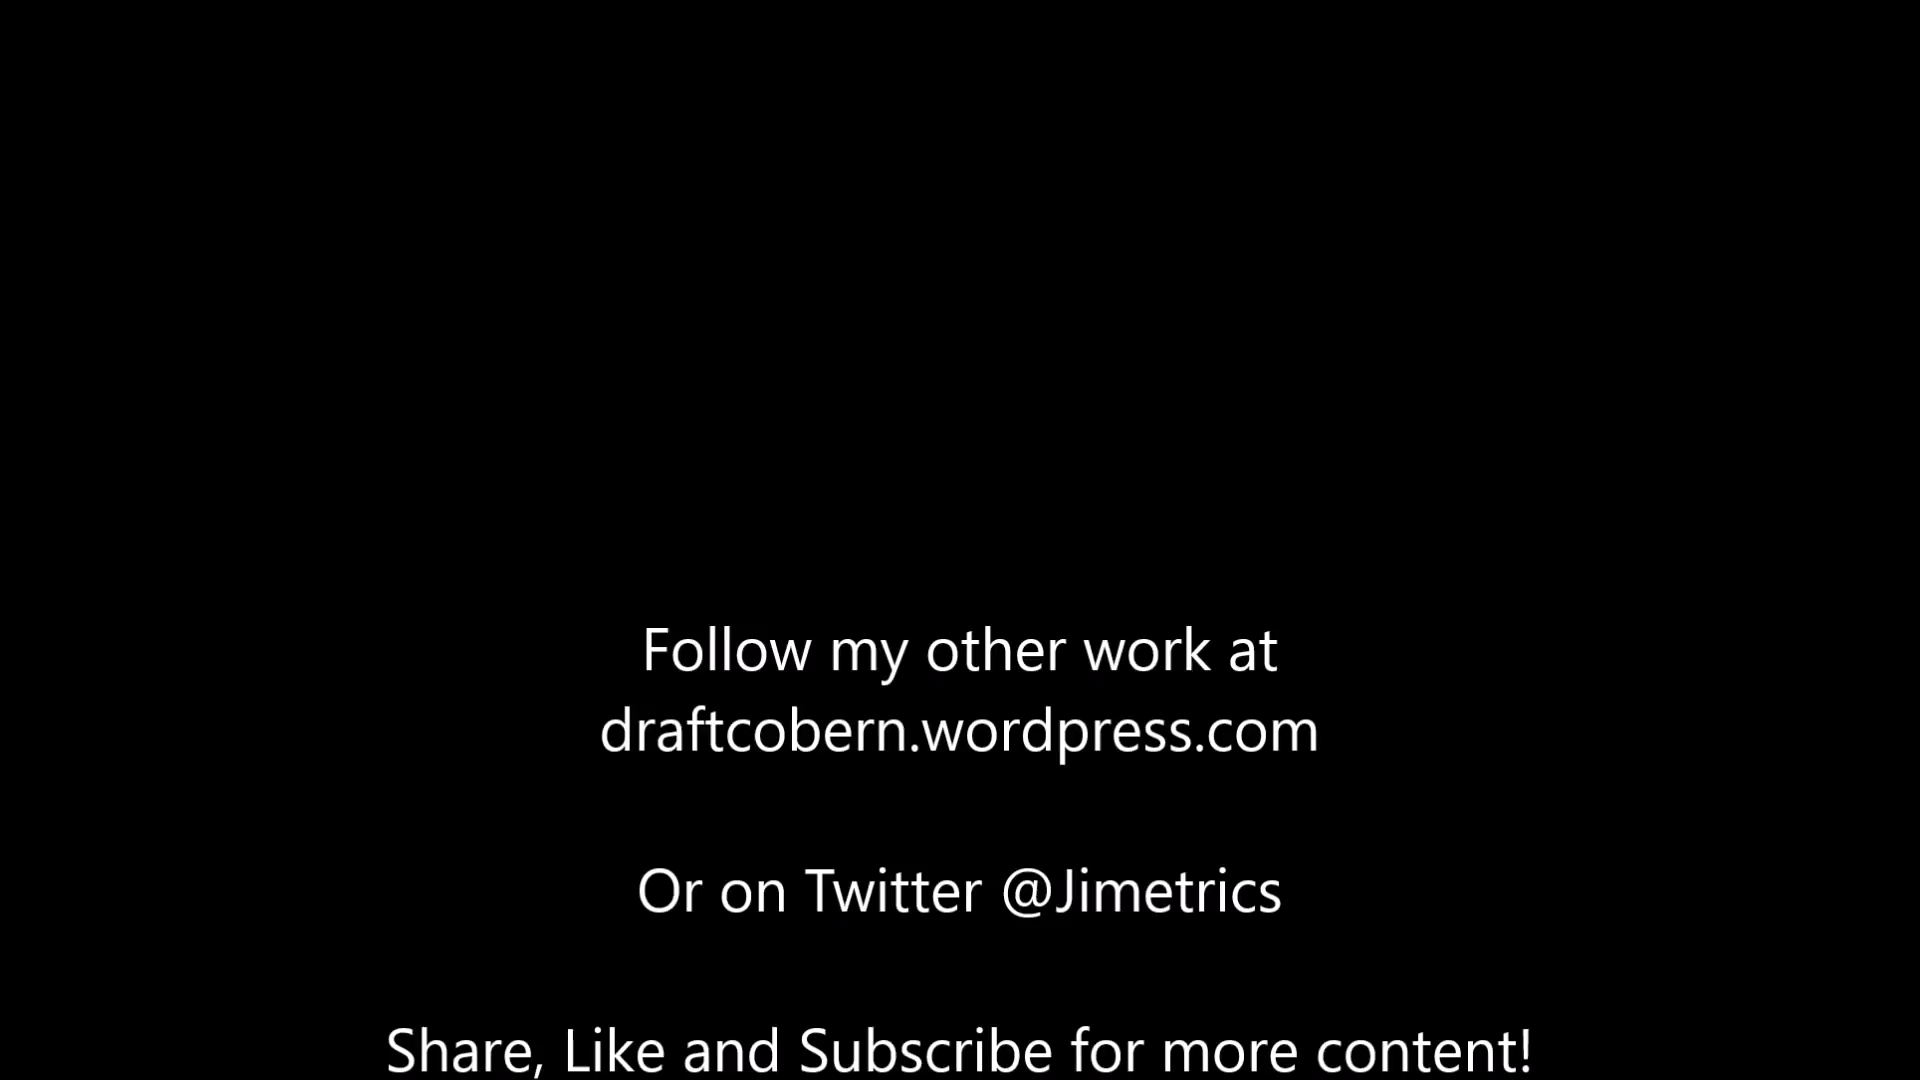 Follow my other work at
draftcobern.wordpress.com
Or on Twitter @Jimetrics
Share, Like and Subscribe for more content!